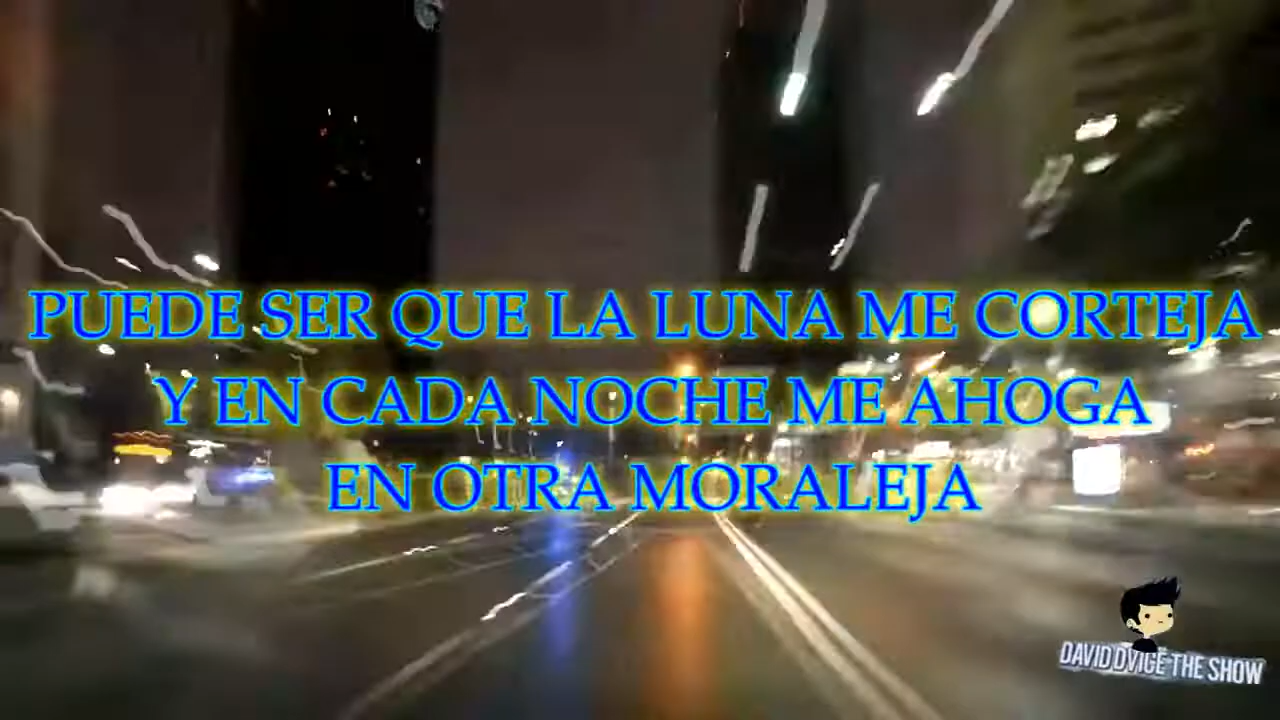 PUEDE SER QUE LA LUNA ME CORTEJA
Y EN CADA NOCHE ME AHOGA
EN OTRA MORALEJA
DAVID DVICE THE SHOW